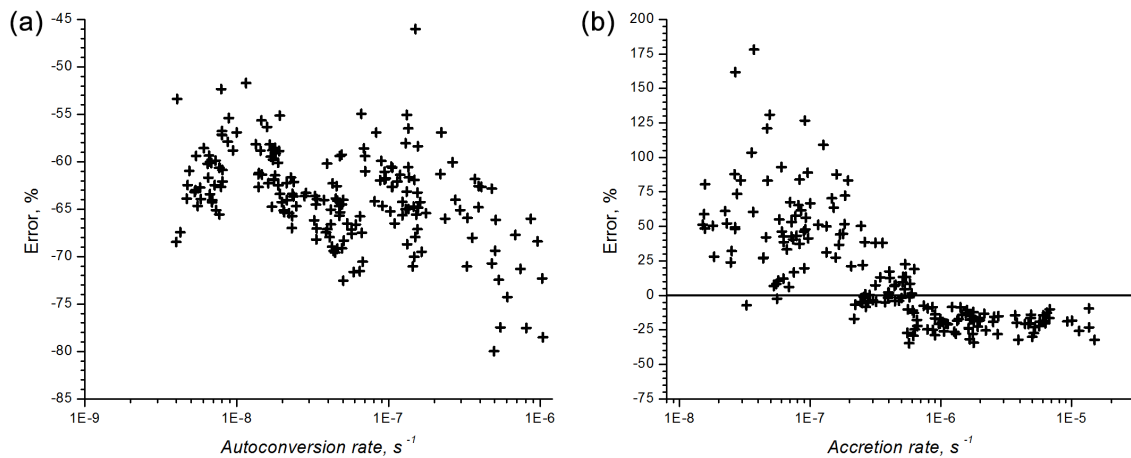 (a)
-45
-50
-55
-60
-65
-70
-75
-80
-85
Error, %
1E-9
1E-8
1E-7
1E-6
Autoconversion rate, s⁻¹
(b)
200
175
150
125
100
75
50
25
0
-25
-50
-75
Error, %
1E-8
1E-7
1E-6
1E-5
Accretion rate, s⁻¹